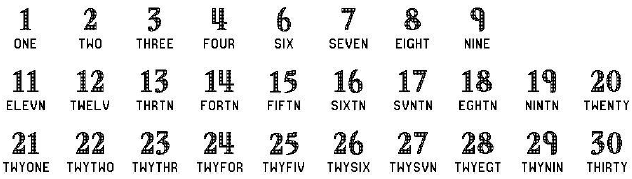 1 2 3 4 6 7 8 9
ONE TWO THREE FOUR SIX SEVEN EIGHT NINE
11 12 13 14 15 16 17 18 19 20
ELEVN TWELV THRTN FORTN FIFTN SIXTN SVNTN EGHTN NINTN TWENTY
21 22 23 24 25 26 27 28 29 30
TWYONE TWYTWO TWYTHR TWYFOR TWYFIV TWYSIX TWYSVN TWYEGT TWYNIN THIRTY